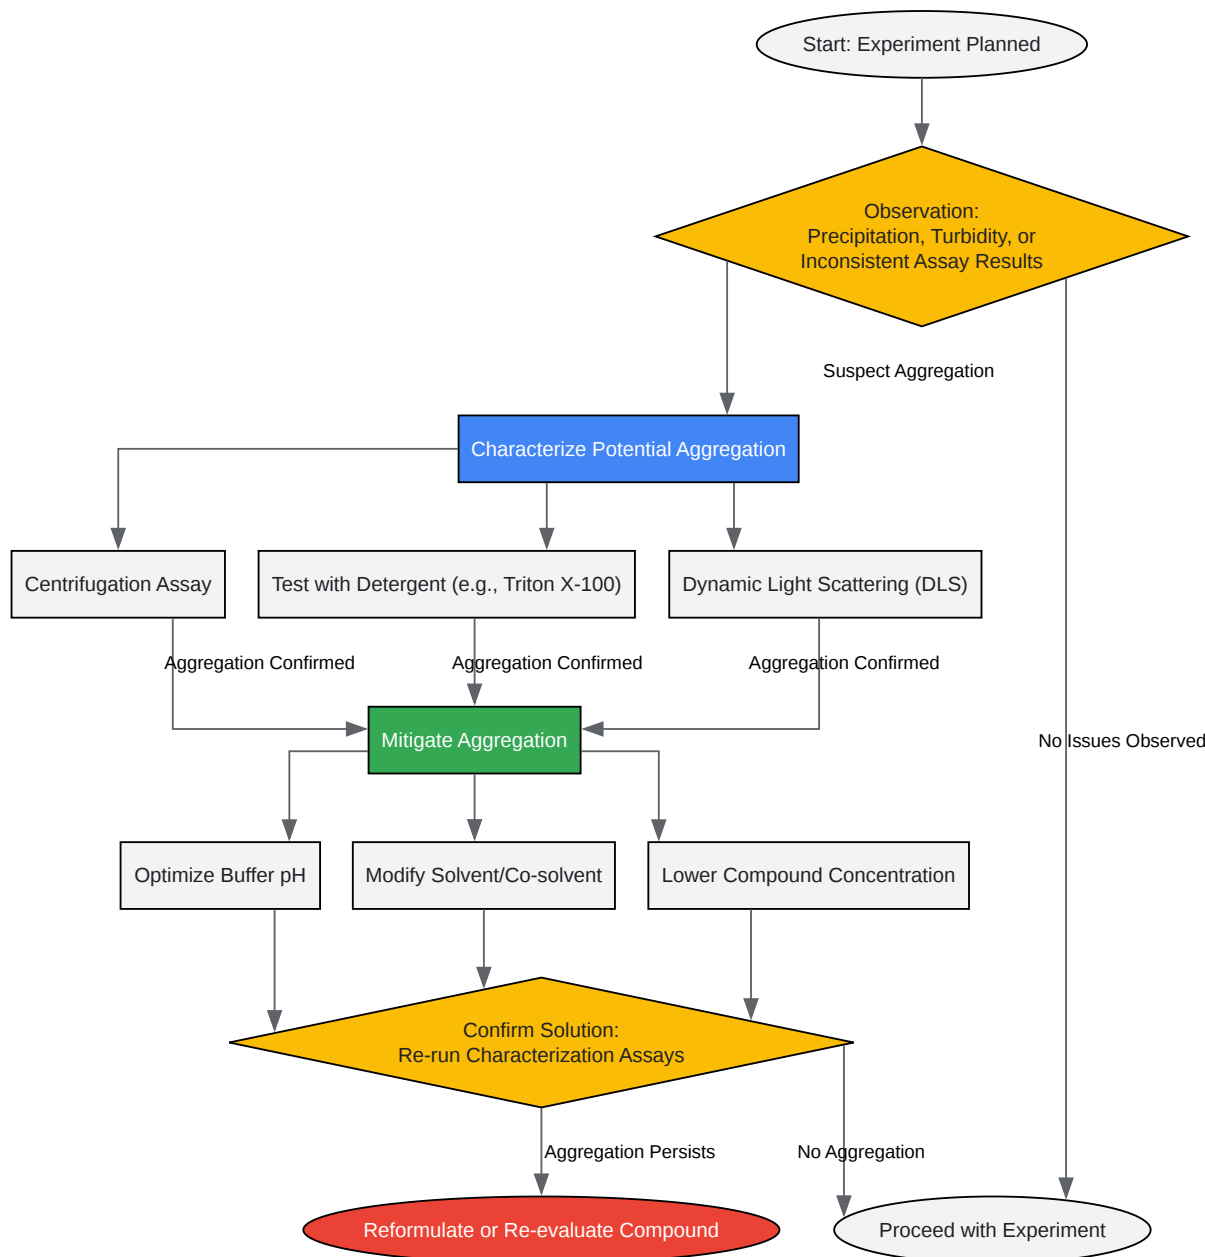 Start: Experiment Planned
Observation:
Precipitation, Turbidity, or
Inconsistent Assay Results
Suspect Aggregation
Characterize Potential Aggregation
Centrifugation Assay
Test with Detergent (e.g., Triton X-100)
Dynamic Light Scattering (DLS)
Aggregation Confirmed
Aggregation Confirmed
Aggregation Confirmed
Mitigate Aggregation
No Issues Observed
Optimize Buffer pH
Modify Solvent/Co-solvent
Lower Compound Concentration
Confirm Solution:
Re-run Characterization Assays
Aggregation Persists
No Aggregation
Reformulate or Re-evaluate Compound
Proceed with Experiment